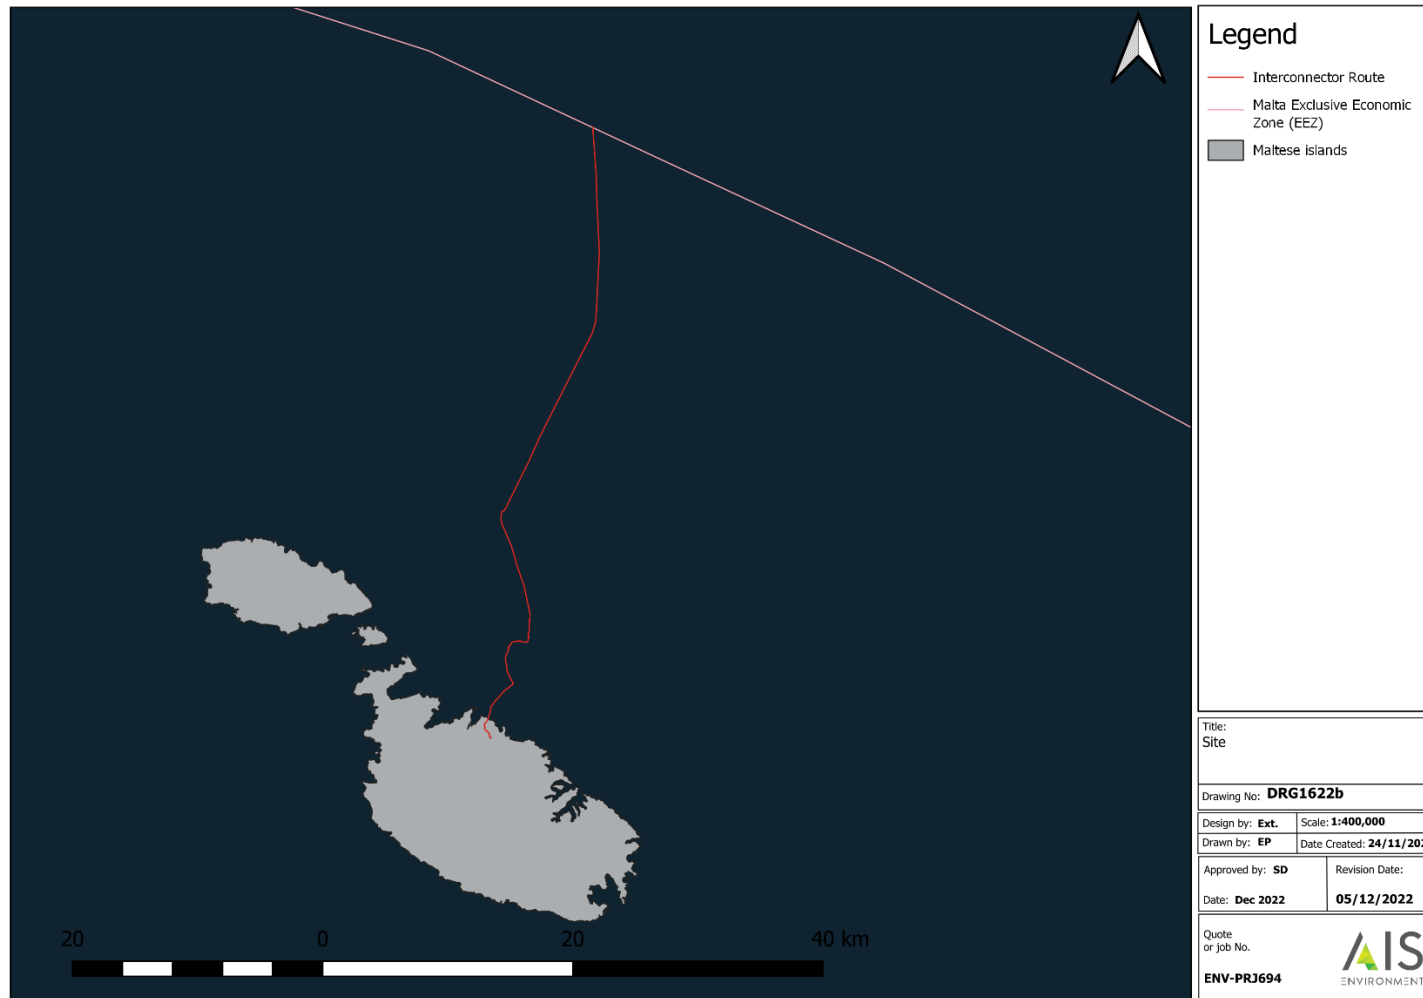 Legend
Interconnector Route
Malta Exclusive Economic
Zone (EEZ)
Maltese islands
Title:
Site
Drawing No: DRG1622b
Design by: Ext. Scale: 1:400,000
Drawn by: EP Date Created: 24/11/202
Approved by: SD Revision Date:
Date: Dec 2022 05/12/2022
Quote
or job No.
ENV-PRJ694
AIS
ENVIRONMENT
20 0 20 40 km